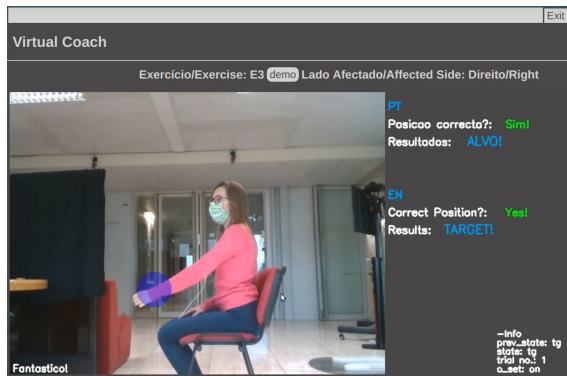 Exit
Virtual Coach
Exercício/Exercise: E3 demo Lado Afectado/Affected Side: Direito/Right
PT
Posicao correcta?: Sim!
Resultados: ALVO!
EN
Correct Position?: Yes!
Results: TARGET!
Fantastico!
-Info
prev_state: tg
state: tg
trial no.: 1
o_set: on